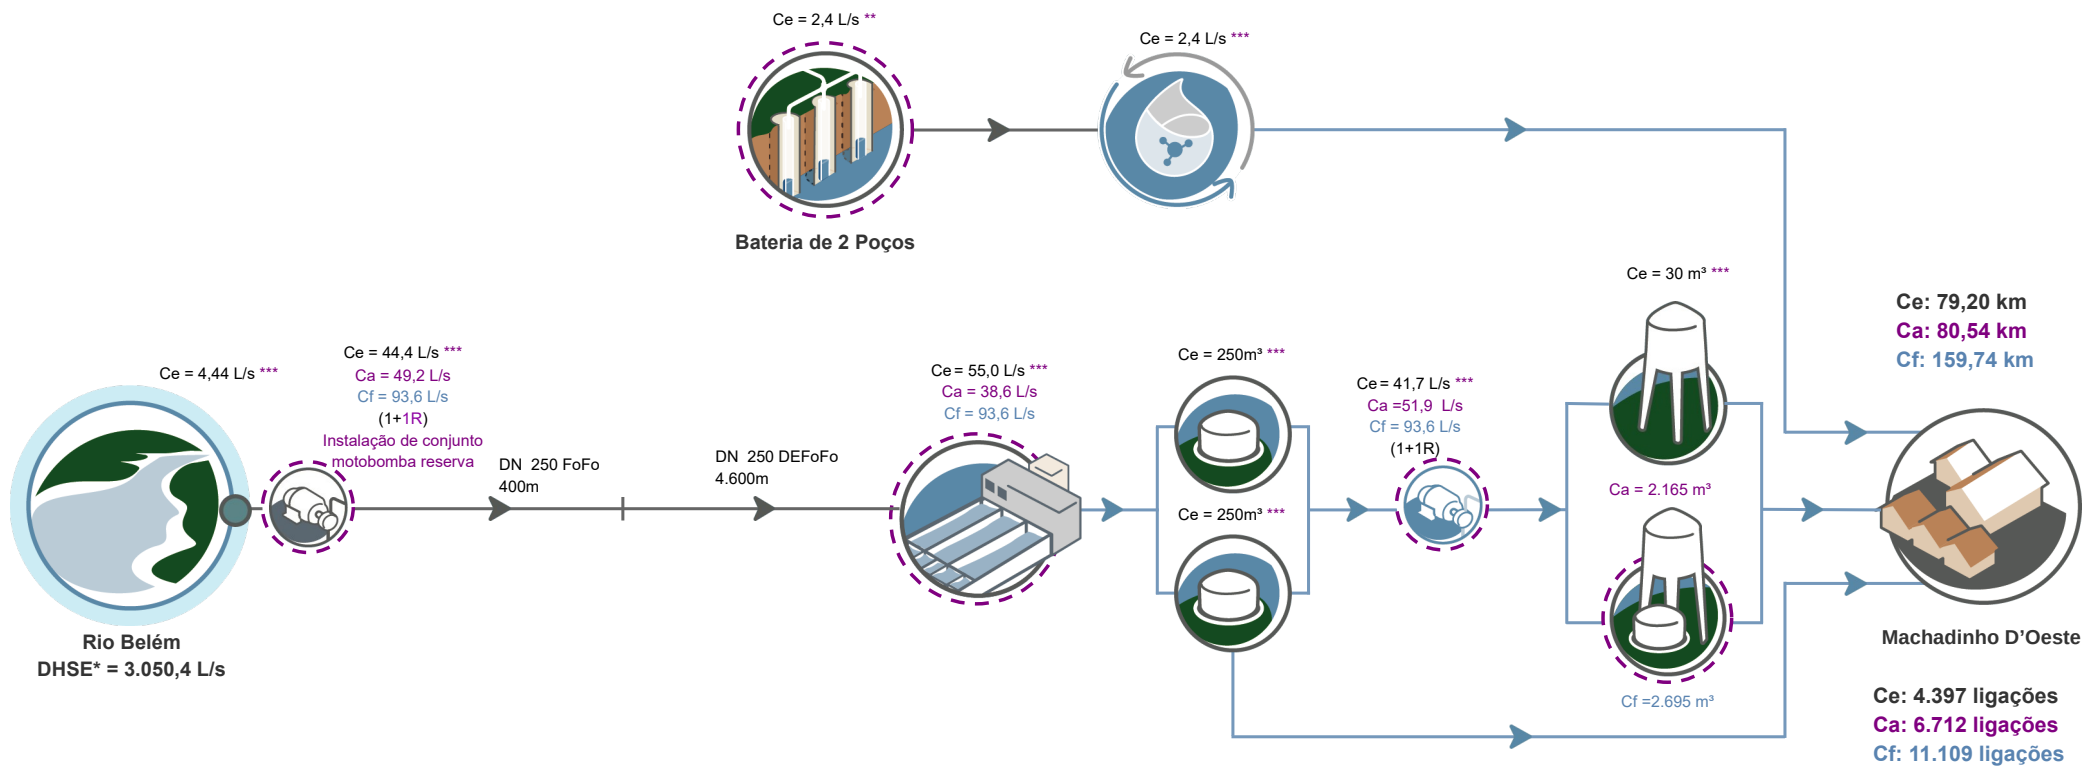 Ce = 2,4 L/s **
Ce = 2,4 L/s ***
Bateria de 2 Poços
Ce = 30 m³ ***
Ce: 79,20 km
Ca: 80,54 km
Cf: 159,74 km
Ce = 4,44 L/s ***
Ce = 44,4 L/s ***
Ca = 49,2 L/s
Cf = 93,6 L/s
(1+1R)
Instalação de conjunto
motobomba reserva
DN 250 FoFo
400m
DN 250 DEFoFo
4.600m
Ce = 55,0 L/s ***
Ca = 38,6 L/s
Cf = 93,6 L/s
Ce = 250m³ ***
Ce = 250m³ ***
Ce = 41,7 L/s ***
Ca =51,9 L/s
Cf = 93,6 L/s
(1+1R)
Ca = 2.165 m³
Cf =2.695 m³
Rio Belém
DHSE* = 3.050,4 L/s
Machadinho D’Oeste
Ce: 4.397 ligações
Ca: 6.712 ligações
Cf: 11.109 ligações